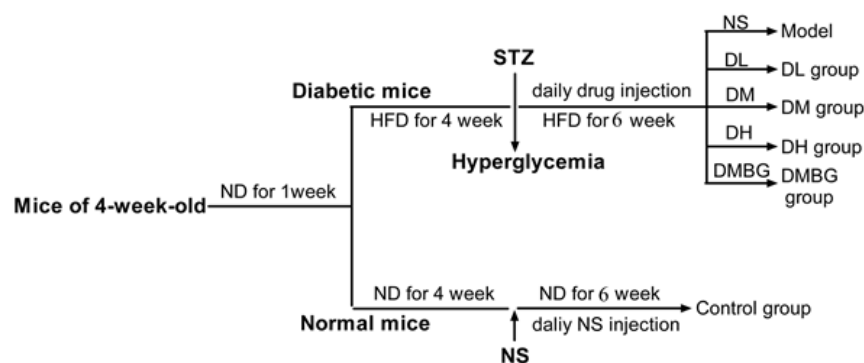 NS
Model
STZ
DL
DL group
Diabetic mice
daily drug injection
DM
DM group
HFD for 4 week
HFD for 6 week
DH
DH group
Hyperglycemia
DMBG
DMBG
group
ND for 1week
Mice of 4-week-old
ND for 4 week
ND for 6 week
Control group
Normal mice
daliy NS injection
NS